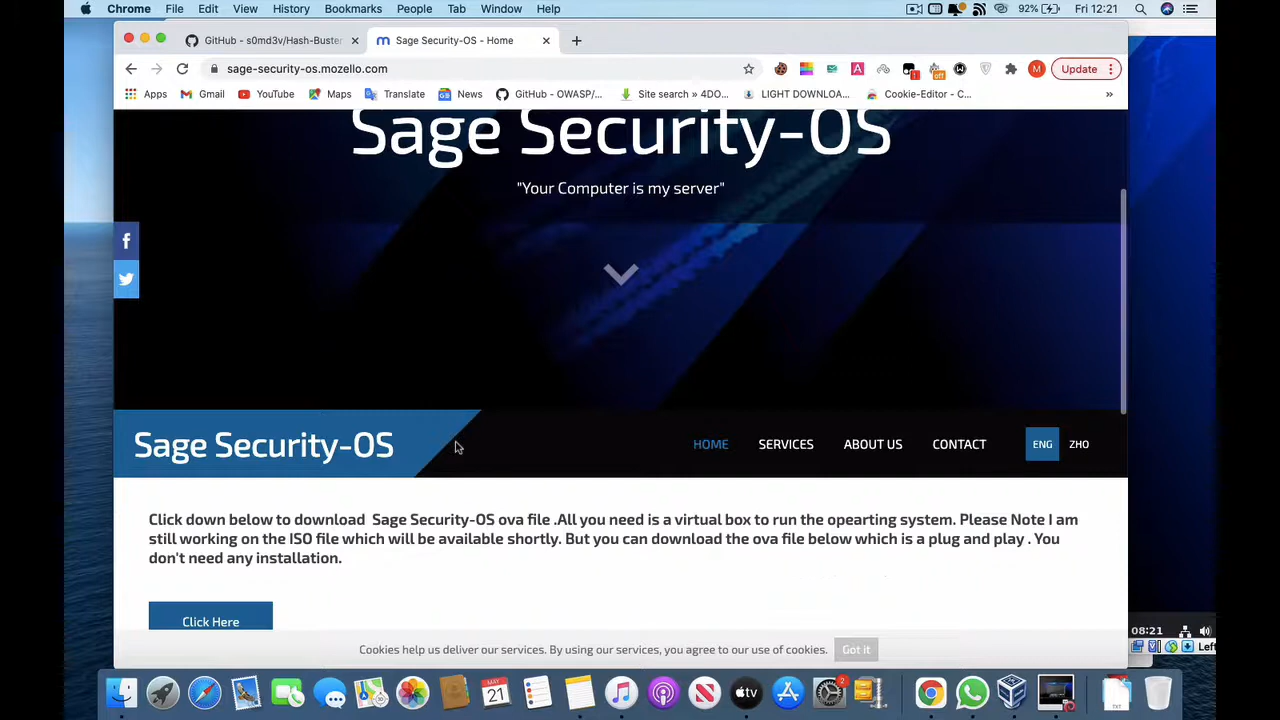 Chrome File Edit View History Bookmarks People Tab Window Help 92% Fri 12:21
GitHub - s0md3v/Hash-Buster Sage Security-OS - Home
sage-security-os.mozello.com M Update
Apps Gmail YouTube Maps Translate News GitHub - OWASP/... Site search » 4DO... LIGHT DOWNLOA... Cookie-Editor - C... »
Sage Security-OS
"Your Computer is my server"
Sage Security-OS HOME SERVICES ABOUT US CONTACT ENG ZHO
Click down below to download Sage Security-OS ova file .All you need is a virtual box to run the opearting system. Please Note I am
still working on the ISO file which will be available shortly. But you can download the ova file below which is a plug and play . You
don't need any installation.
Click Here
08:21
Left
Cookies help us deliver our services. By using our services, you agree to our use of cookies. Got it